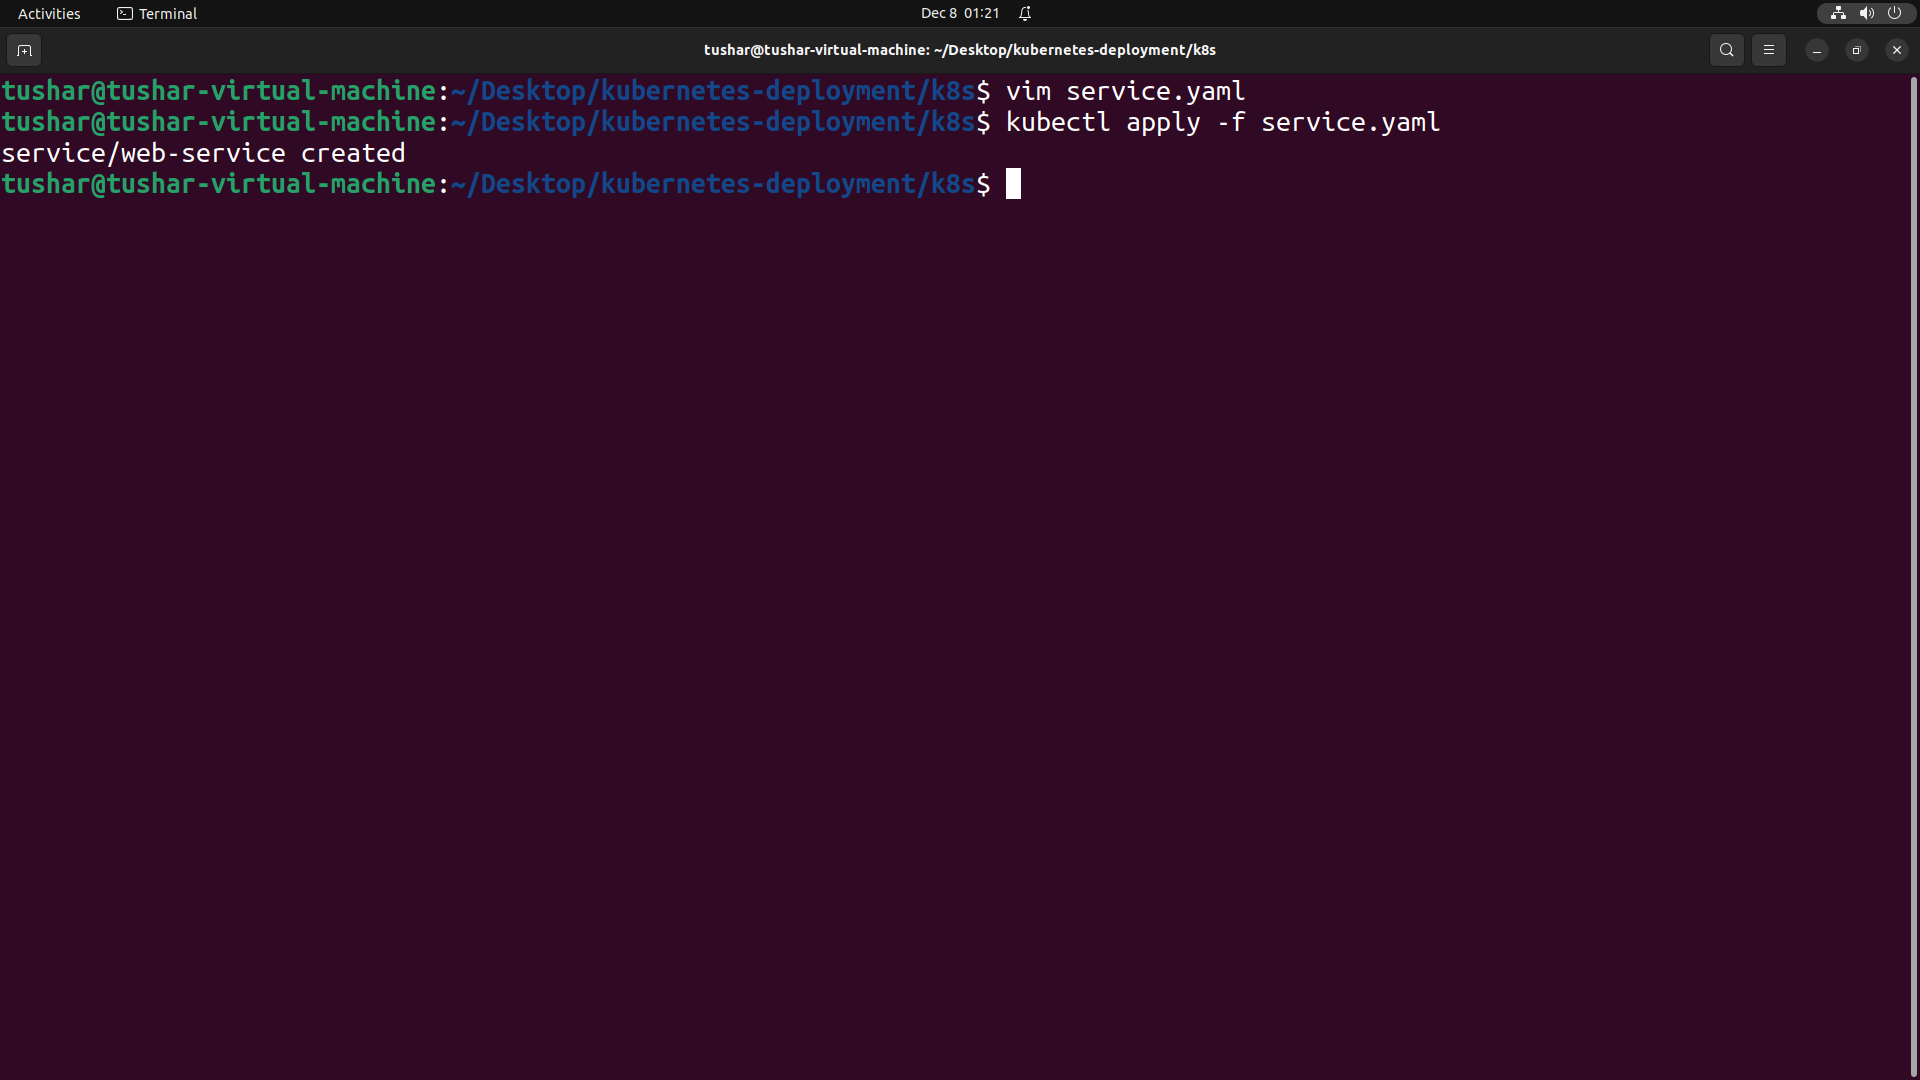 Activities Terminal Dec 8 01:21
tushar@tushar-virtual-machine: ~/Desktop/kubernetes-deployment/k8s
tushar@tushar-virtual-machine:~/Desktop/kubernetes-deployment/k8s$ vim service.yaml
tushar@tushar-virtual-machine:~/Desktop/kubernetes-deployment/k8s$ kubectl apply -f service.yaml
service/web-service created
tushar@tushar-virtual-machine:~/Desktop/kubernetes-deployment/k8s$